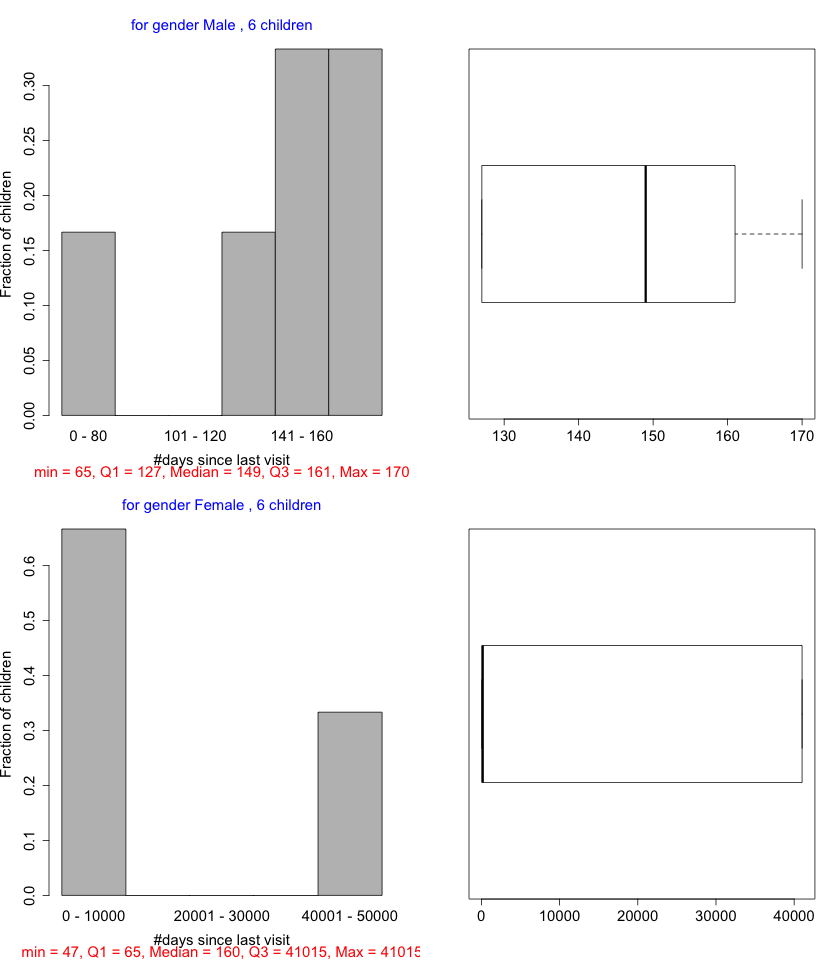 for gender Male , 6 children
Fraction of children
0.00 0.05 0.10 0.15 0.20 0.25 0.30
0 - 80 101 - 120 141 - 160
#days since last visit
min = 65, Q1 = 127, Median = 149, Q3 = 161, Max = 170
130 140 150 160 170
for gender Female , 6 children
Fraction of children
0.0 0.1 0.2 0.3 0.4 0.5 0.6
0 - 10000 20001 - 30000 40001 - 50000
#days since last visit
min = 47, Q1 = 65, Median = 160, Q3 = 41015, Max = 41015
0 10000 20000 30000 40000